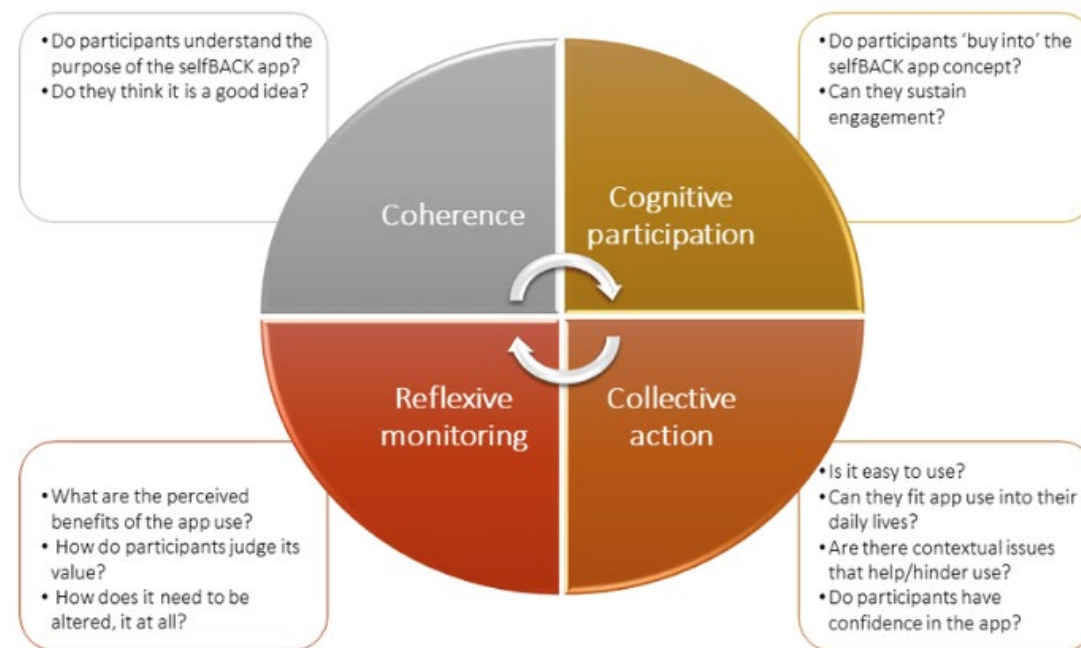 • Do participants understand the
purpose of the selfBACK app?
• Do they think it is a good idea?
• Do participants ‘buy into’ the
selfBACK app concept?
• Can they sustain
engagement?
Coherence
Cognitive
participation
Reflexive
monitoring
Collective
action
• What are the perceived
benefits of the app use?
• How do participants judge its
value?
• How does it need to be
altered, it at all?
• Is it easy to use?
• Can they fit app use into their
daily lives?
• Are there contextual issues
that help/hinder use?
• Do participants have
confidence in the app?